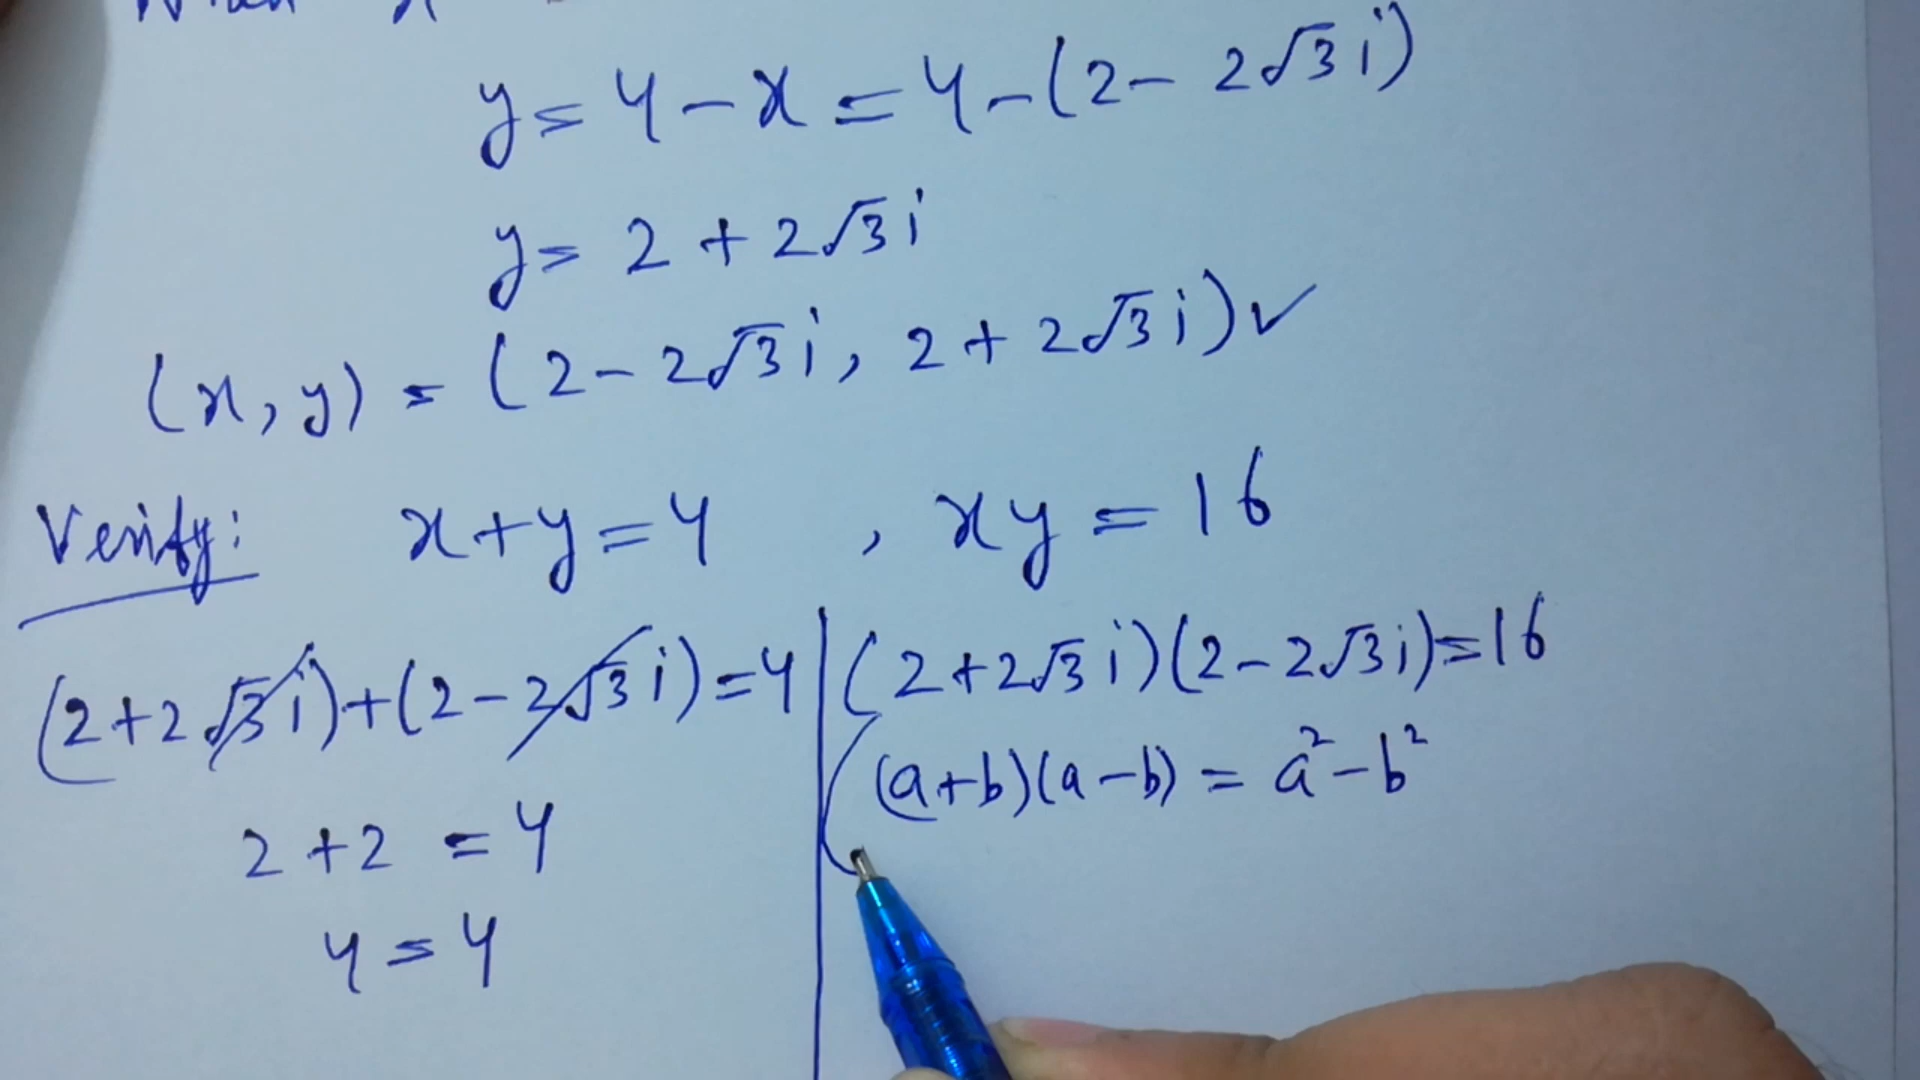 y = 4 - x = 4 - (2 - 2√3 i)
y = 2 + 2√3 i
(x, y) = (2 - 2√3 i, 2 + 2√3 i) ✓
Verify: x + y = 4 , xy = 16
(2 + 2√3 i) + (2 - 2√3 i) = 4
2 + 2 = 4
4 = 4
(2 + 2√3 i)(2 - 2√3 i) = 16
(a + b)(a - b) = a² - b²